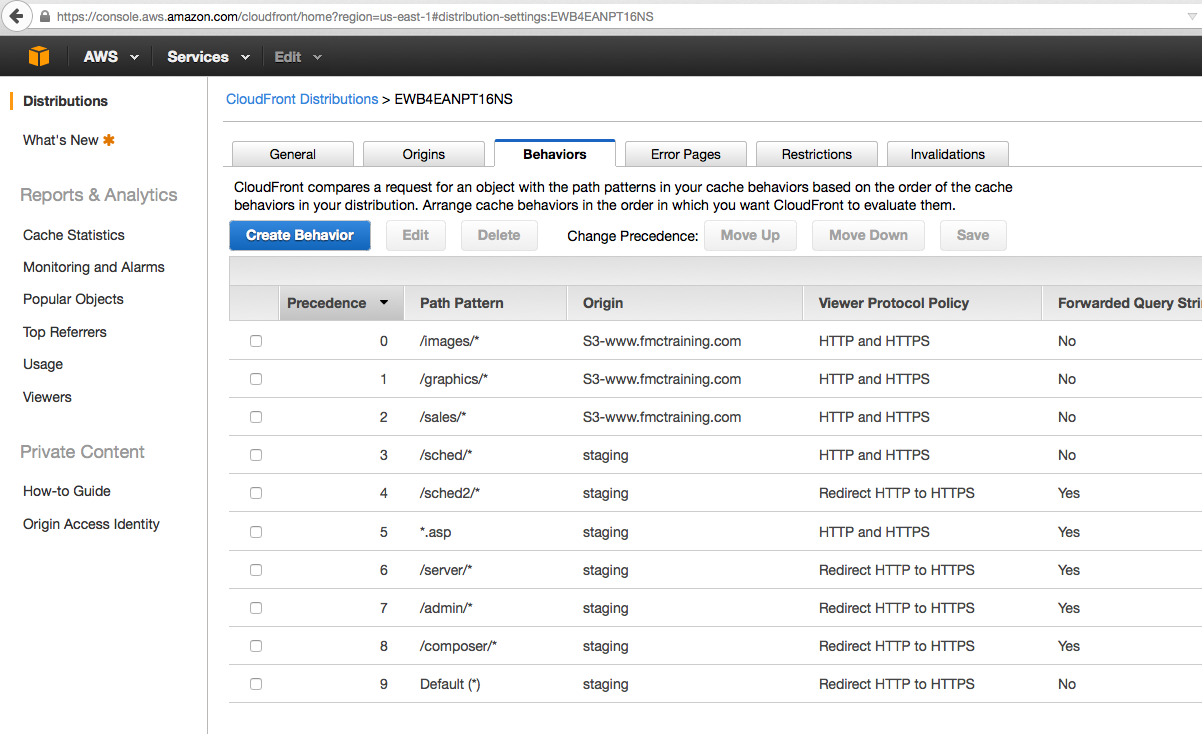 https://console.aws.amazon.com/cloudfront/home?region=us-east-1#distribution-settings:EWB4EANPT16NS
AWS Services Edit
Distributions
What's New
Reports & Analytics
Cache Statistics
Monitoring and Alarms
Popular Objects
Top Referrers
Usage
Viewers
Private Content
How-to Guide
Origin Access Identity
CloudFront Distributions > EWB4EANPT16NS
General Origins Behaviors Error Pages Restrictions Invalidations
CloudFront compares a request for an object with the path patterns in your cache behaviors based on the order of the cache
behaviors in your distribution. Arrange cache behaviors in the order in which you want CloudFront to evaluate them.
Create Behavior Edit Delete Change Precedence: Move Up Move Down Save
Precedence Path Pattern Origin Viewer Protocol Policy Forwarded Query Stri
0 /images/* S3-www.fmctraining.com HTTP and HTTPS No
1 /graphics/* S3-www.fmctraining.com HTTP and HTTPS No
2 /sales/* S3-www.fmctraining.com HTTP and HTTPS No
3 /sched/* staging HTTP and HTTPS No
4 /sched2/* staging Redirect HTTP to HTTPS Yes
5 *.asp staging HTTP and HTTPS Yes
6 /server/* staging Redirect HTTP to HTTPS Yes
7 /admin/* staging Redirect HTTP to HTTPS Yes
8 /composer/* staging Redirect HTTP to HTTPS Yes
9 Default (*) staging Redirect HTTP to HTTPS No